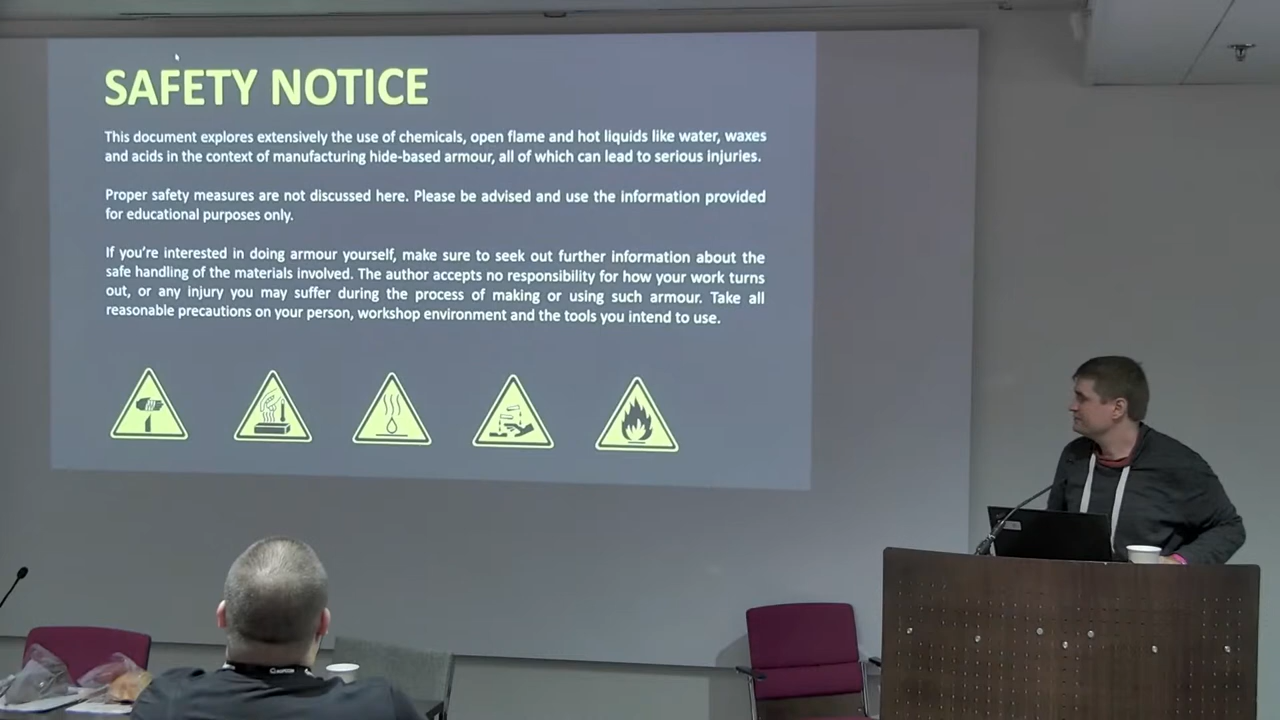 SAFETY NOTICE
This document explores extensively the use of chemicals, open flame and hot liquids like water, waxes
and acids in the context of manufacturing hide-based armour, all of which can lead to serious injuries.
Proper safety measures are not discussed here. Please be advised and use the information provided
for educational purposes only.
If you're interested in doing armour yourself, make sure to seek out further information about the
safe handling of the materials involved. The author accepts no responsibility for how your work turns
out, or any injury you may suffer during the process of making or using such armour. Take all
reasonable precautions on your person, workshop environment and the tools you intend to use.